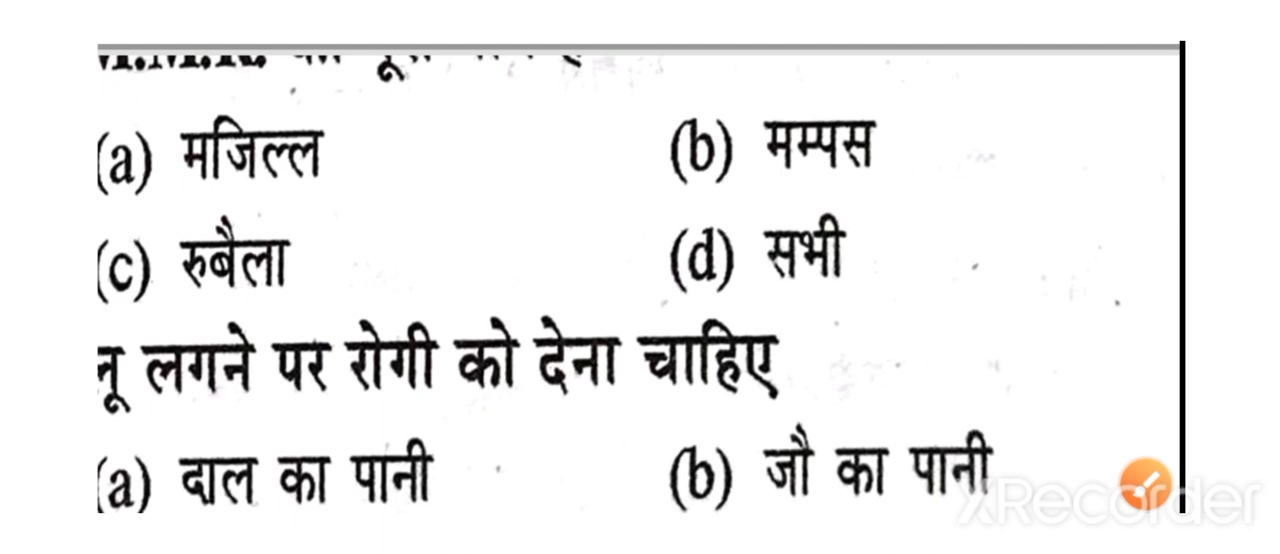 (a) मजिल्ल (b) मम्पस
(c) रुबैला (d) सभी
लगने पर रोगी को देना चाहिए
(a) दाल का पानी (b) जौ का पानी
XRecorder